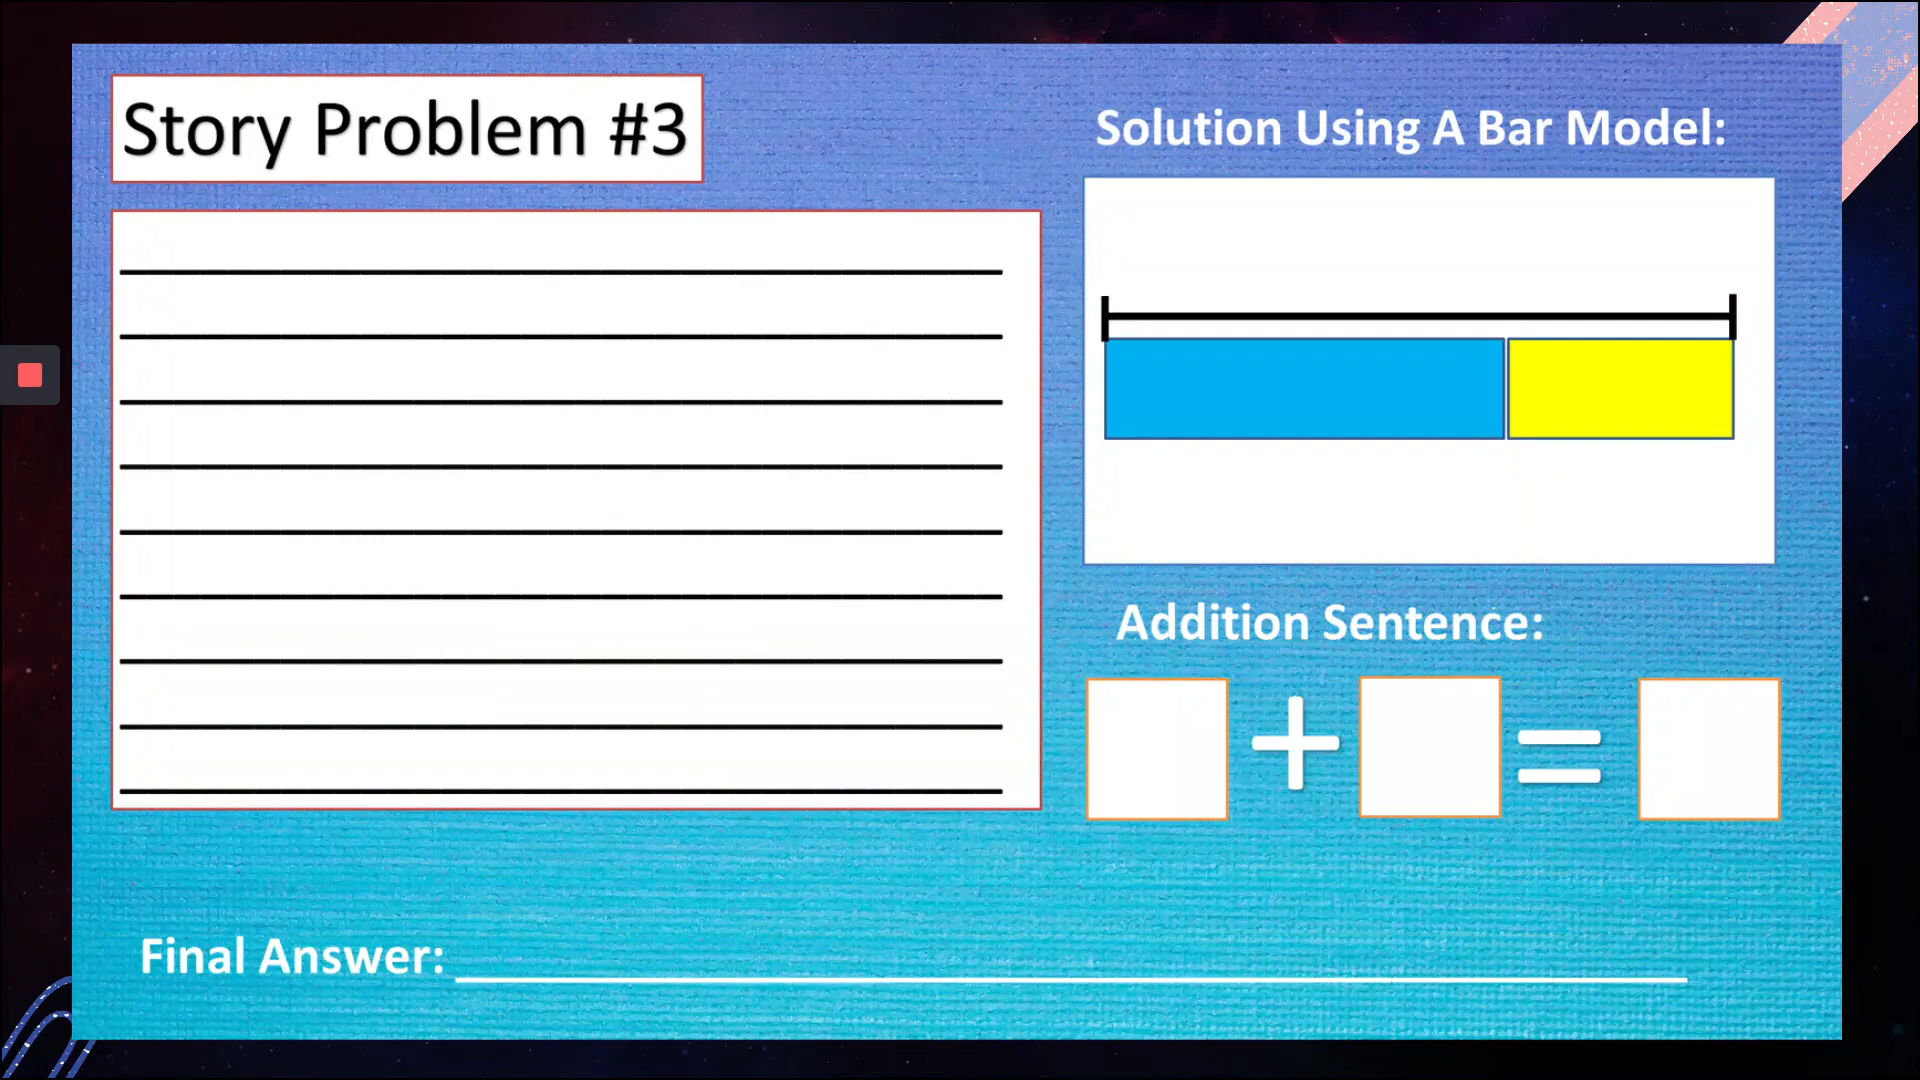 Story Problem #3
Solution Using A Bar Model:
Addition Sentence:
+ =
Final Answer: